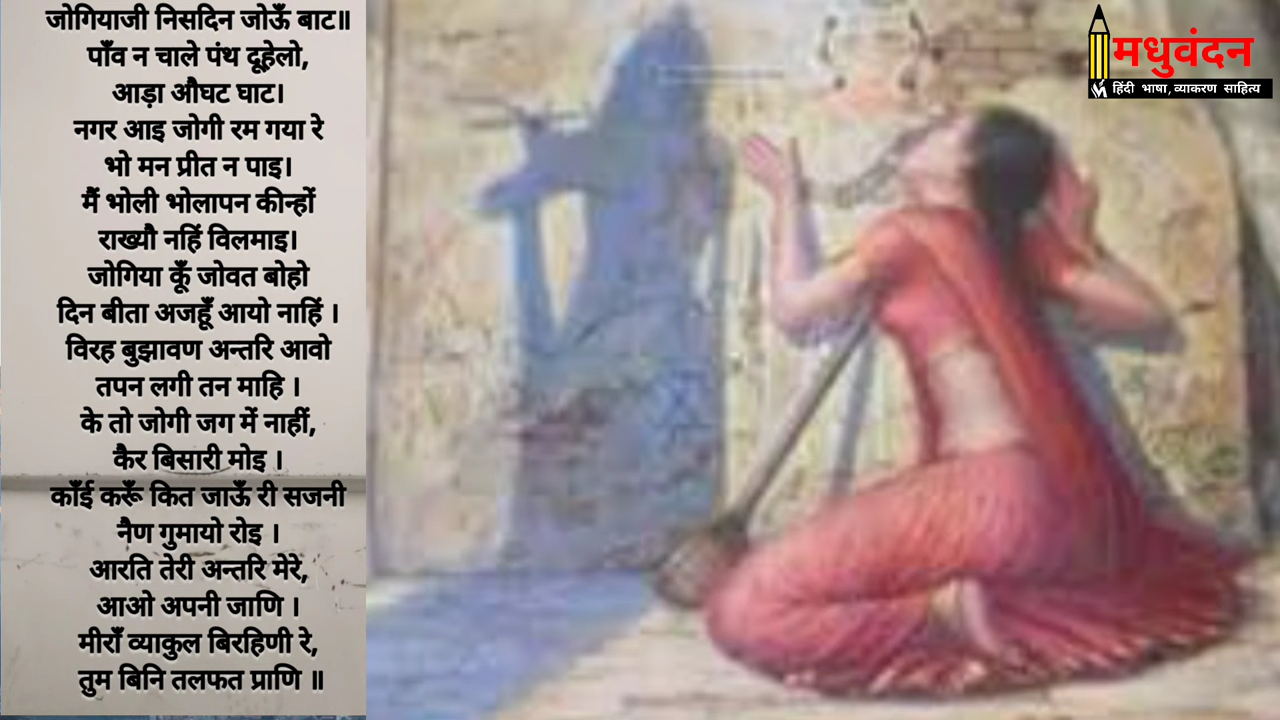 जोगियाजी निसदिन जोऊँ बाट॥
पाँव न चाले पंथ दूहेलो,
आड़ा औघट घाट।
नगर आइ जोगी रम गया रे
भो मन प्रीत न पाइ।
मैं भोली भोलापन कीन्हों
राख्यौ नहिं विलमाइ।
जोगिया कूँ जोवत बोहो
दिन बीता अजहूँ आयो नाहिं ।
विरह बुझावण अन्तरि आवो
तपन लगी तन माहि ।
के तो जोगी जग में नाहीं,
कैर बिसारी मोइ ।
काँई करूँ कित जाऊँ री सजनी
नैण गुमायो रोइ ।
आरति तेरी अन्तरि मेरे,
आओ अपनी जाणि ।
मीराँ व्याकुल बिरहिणी रे,
तुम बिनि तलफत प्राणि ॥
मधुवंदन
हिंदी भाषा,व्याकरण साहित्य